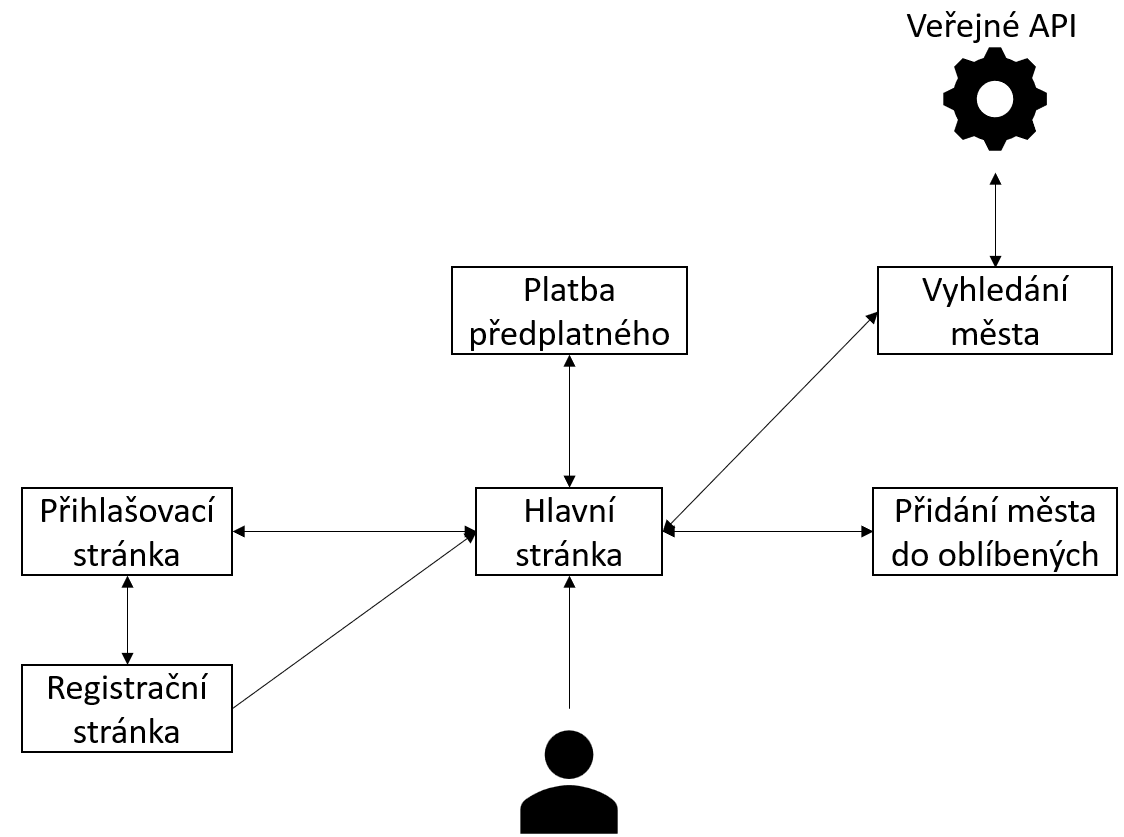 Veřejné API
Platba
předplatného
Vyhledání
města
Přihlašovací
stránka
Hlavní
stránka
Přidání města
do oblíbených
Registrační
stránka